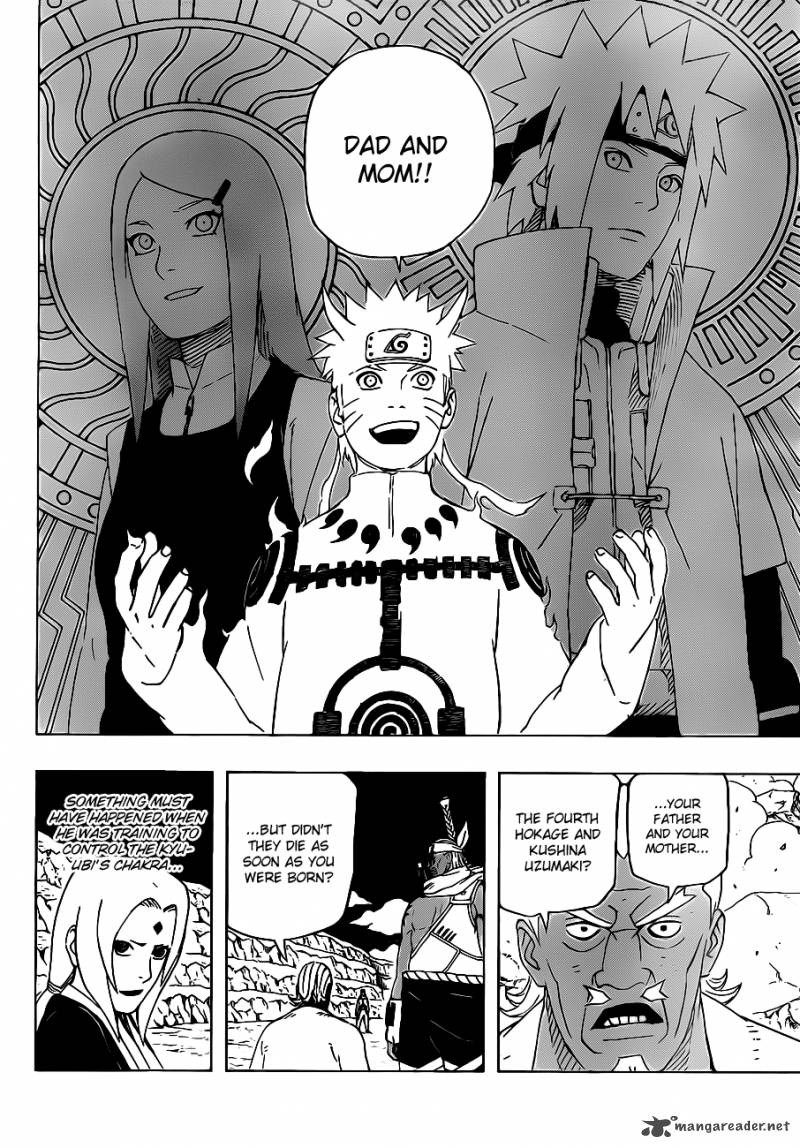 DAD AND
MOM!!
...YOUR
FATHER
AND YOUR
MOTHER...
THE FOURTH
HOKAGE AND
KUSHINA
UZUMAKI?
...BUT DIDN'T
THEY DIE AS
SOON AS YOU
WERE BORN?
SOMETHING MUST
HAVE HAPPENED WHEN
HE WAS TRAINING TO
CONTROL THE KYU-
UBI'S CHAKRA...
mangareader.net